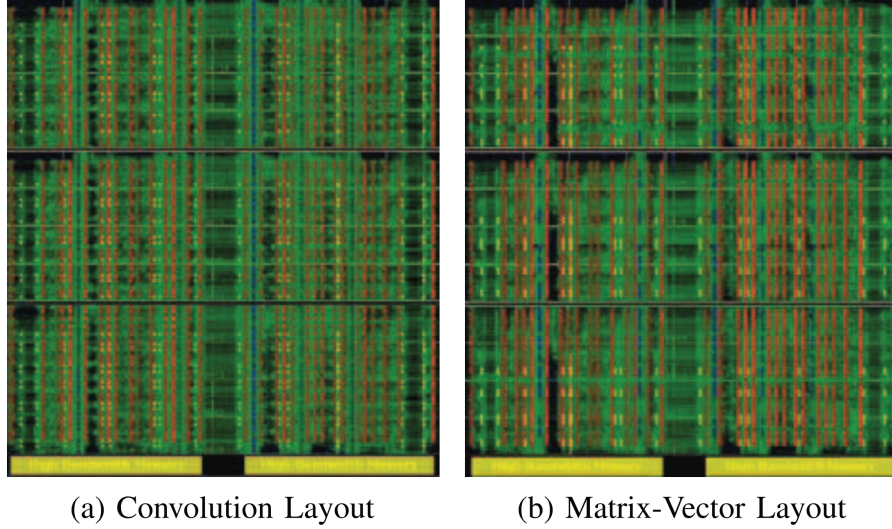 High Bandwidth Memory High Bandwidth Memory High Bandwidth Memory High Bandwidth Memory
(a) Convolution Layout (b) Matrix-Vector Layout